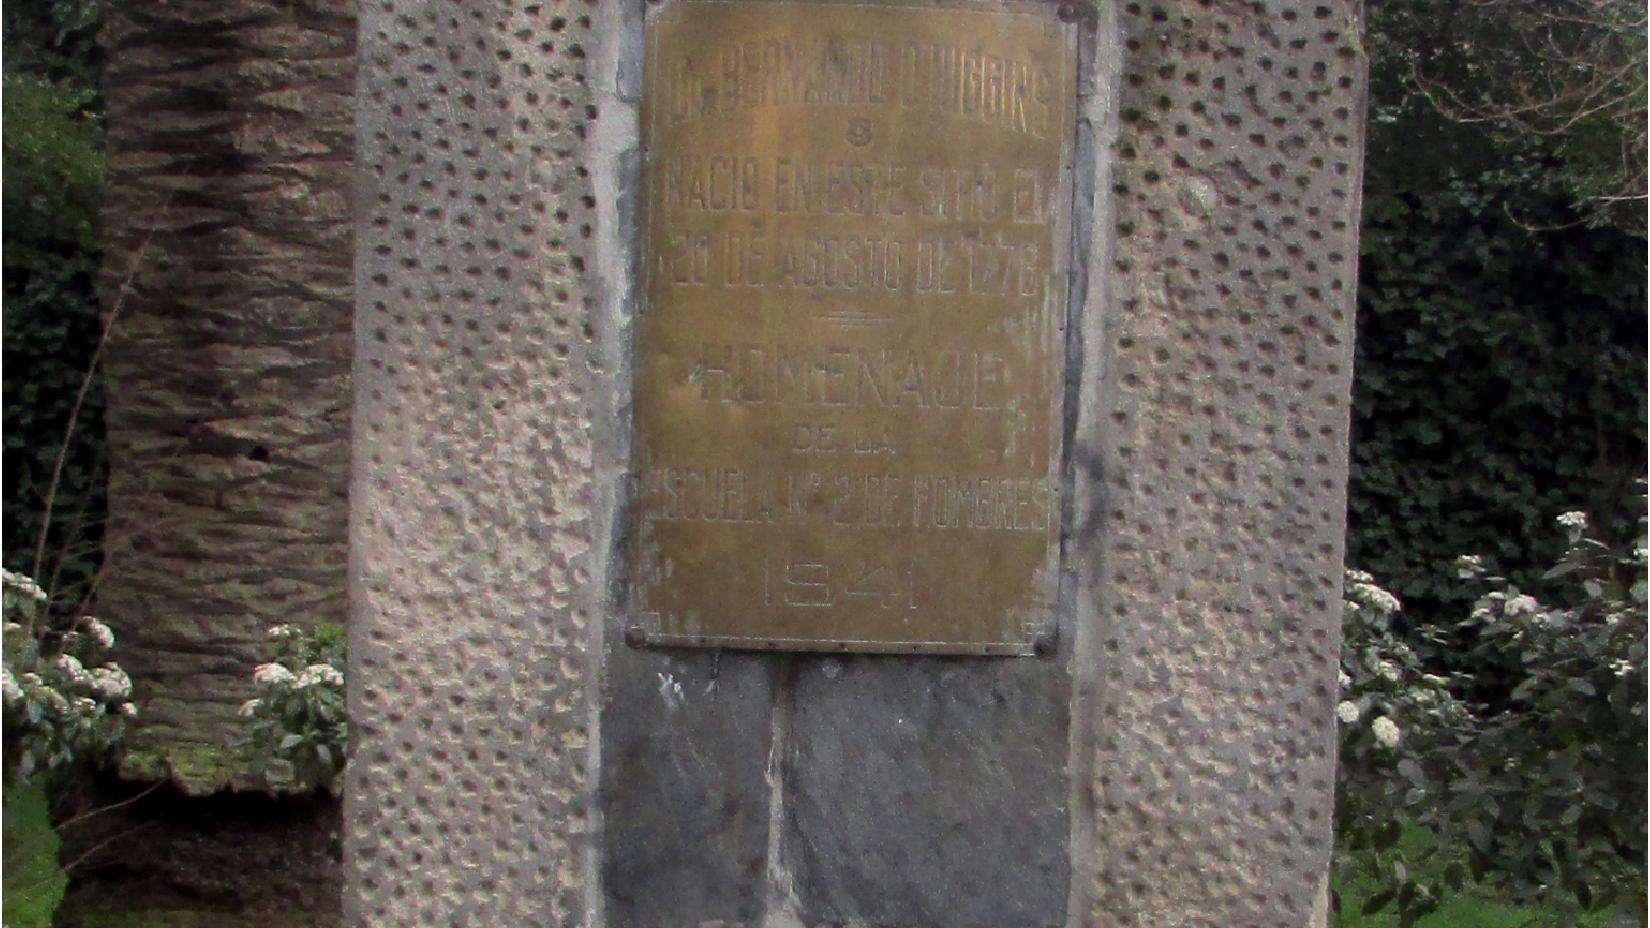 Dn. BERNARDO O'HIGGINS
NACIO EN ESTE SITIO EL
20 DE AGOSTO DE 1778
HOMENAJE
DE LA
ESCUELA Nº 2 DE HOMBRES
1941